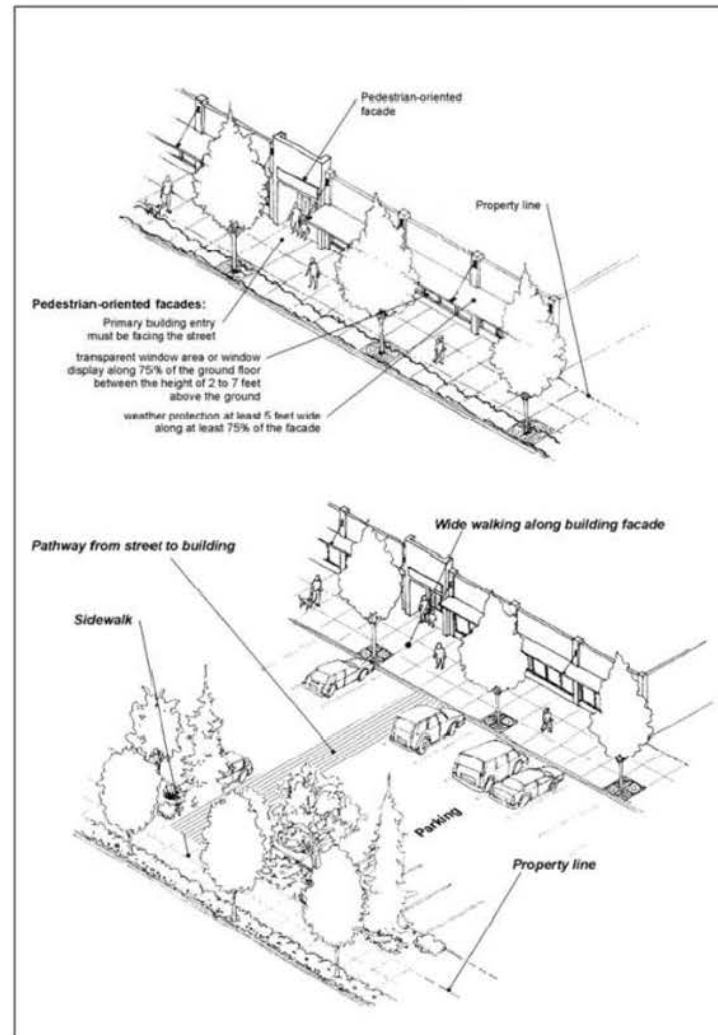 Pedestrian-oriented
facade
Property line
Pedestrian-oriented facades:
Primary building entry
must be facing the street
transparent window area or window
display along 75% of the ground floor
between the height of 2 to 7 feet
above the ground
weather protection at least 5 feet wide
along at least 75% of the facade
Wide walking along building facade
Pathway from street to building
Sidewalk
Parking
Property line